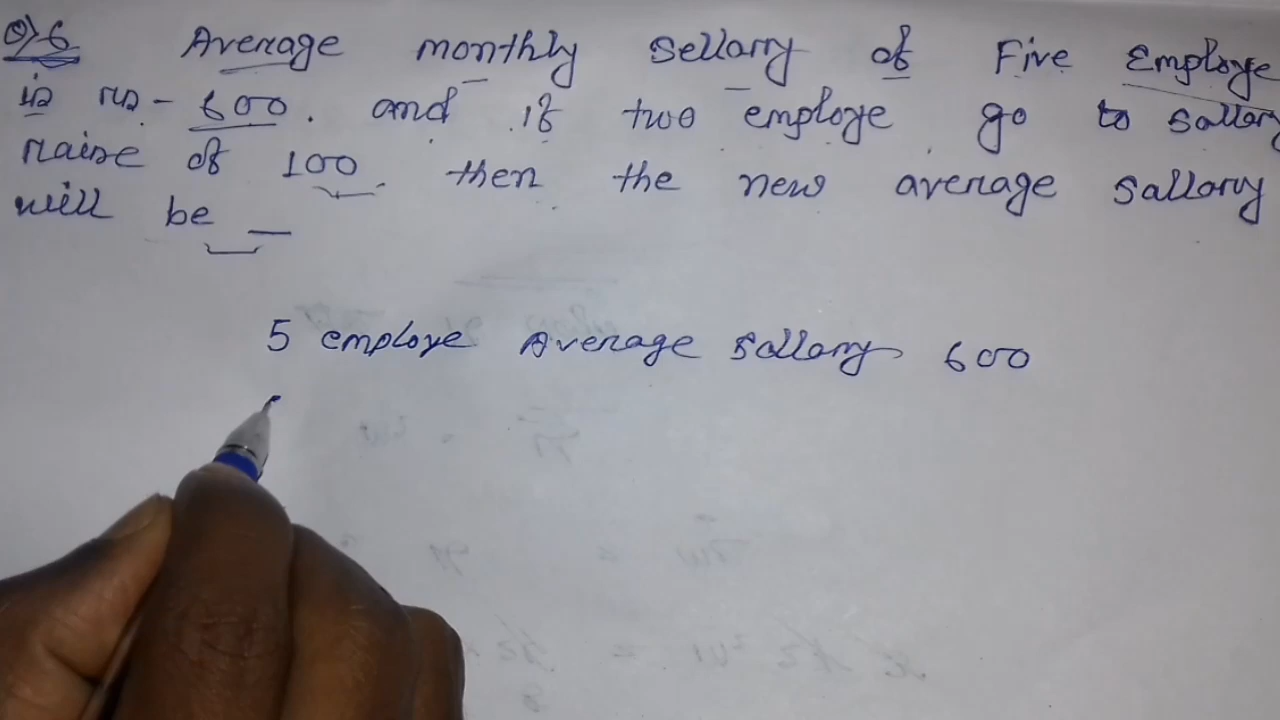 Q) 6 Average monthly Sellary of Five Employe
is rs - 600. and if two employe go to Sallary
raise of 100. then the new average Sallary
will be _
5 employe Average Sallary 600